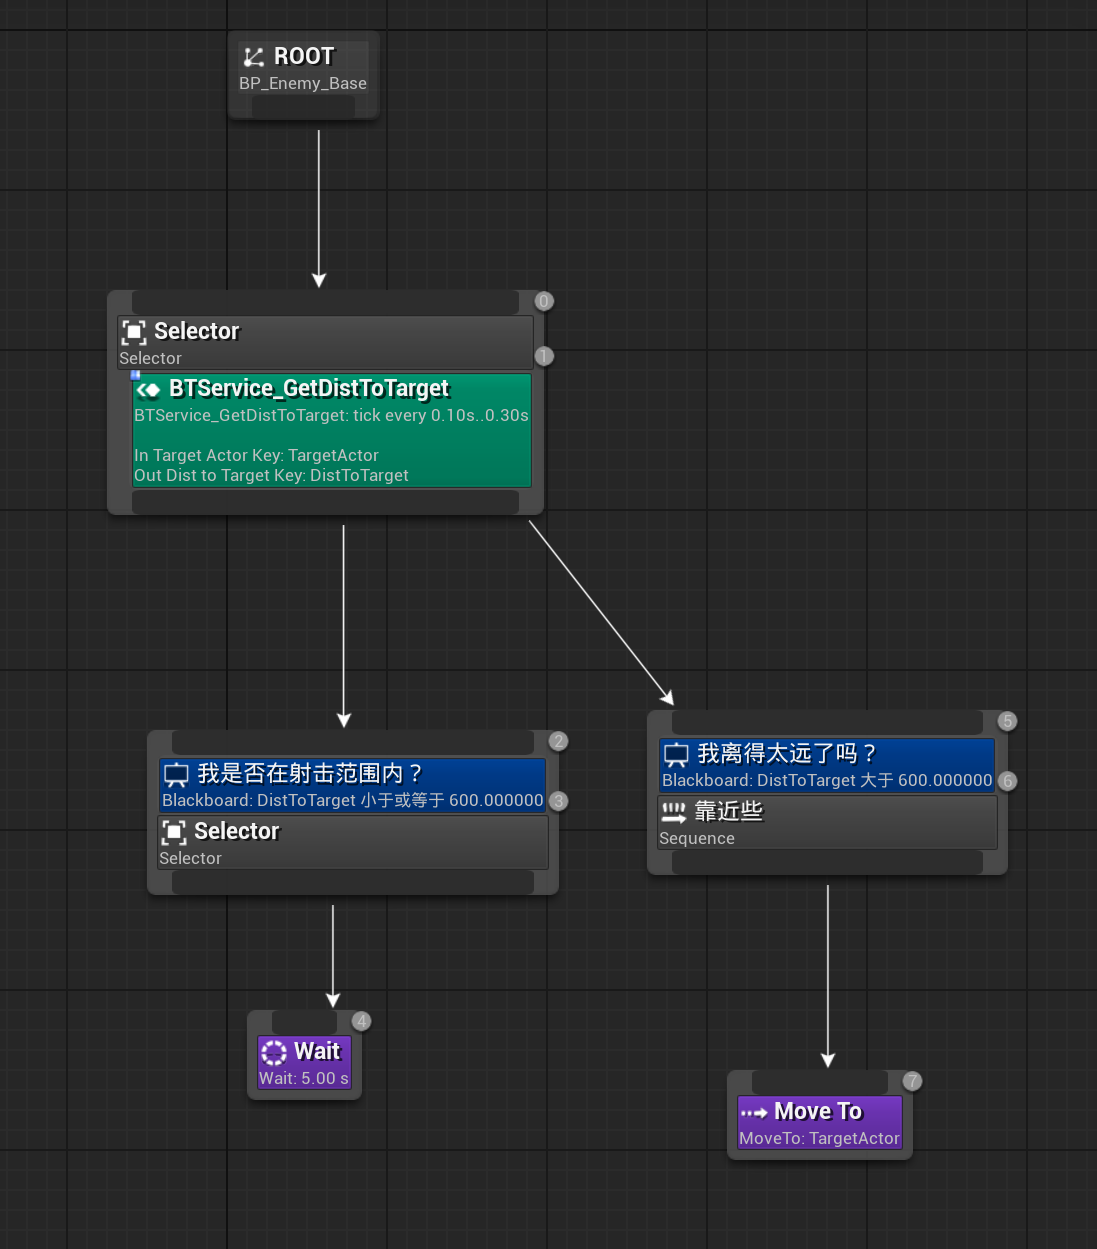 ROOT
BP_Enemy_Base
0
Selector
Selector
1
BTService_GetDistToTarget
BTService_GetDistToTarget: tick every 0.10s..0.30s
In Target Actor Key: TargetActor
Out Dist to Target Key: DistToTarget
2
我是否在射击范围内？
Blackboard: DistToTarget 小于或等于 600.000000
3
Selector
Selector
4
Wait
Wait: 5.00 s
5
我离得太远了吗？
Blackboard: DistToTarget 大于 600.000000
6
靠近些
Sequence
7
Move To
MoveTo: TargetActor